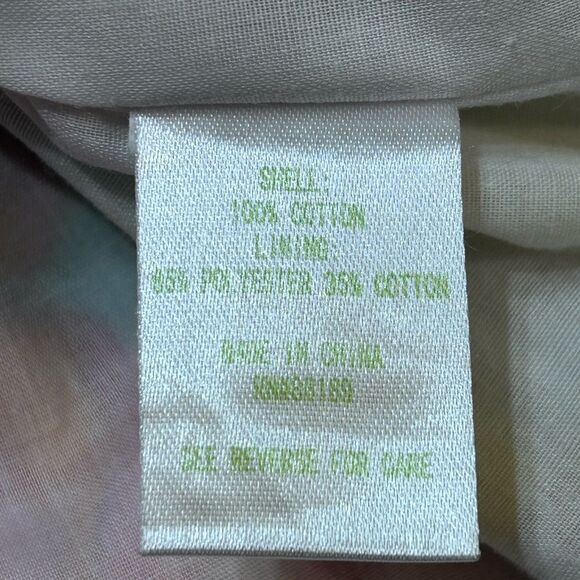 SHELL:
100% COTTON
LINING:
65% POLYESTER 35% COTTON
MADE IN CHINA
SEE REVERSE FOR CARE